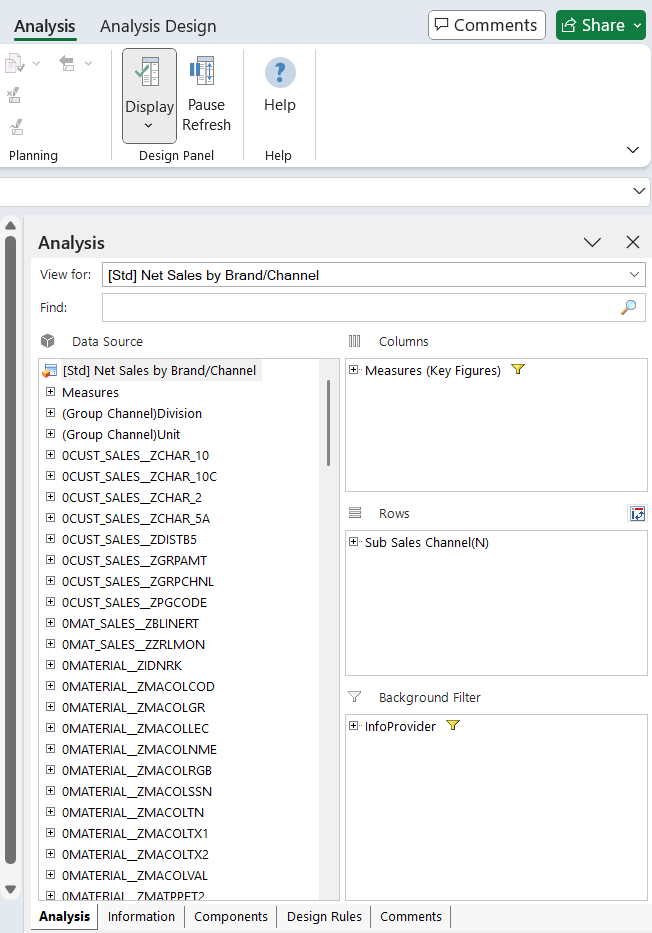 Analysis Analysis Design Comments Share
Display Pause Refresh Help
Planning Design Panel Help
Analysis
View for: [Std] Net Sales by Brand/Channel
Find:
Data Source
[Std] Net Sales by Brand/Channel
Measures
(Group Channel)Division
(Group Channel)Unit
0CUST_SALES__ZCHAR_10
0CUST_SALES__ZCHAR_10C
0CUST_SALES__ZCHAR_2
0CUST_SALES__ZCHAR_5A
0CUST_SALES__ZDISTB5
0CUST_SALES__ZGRPAMT
0CUST_SALES__ZGRPCHNL
0CUST_SALES__ZPGCODE
0MAT_SALES__ZBLINERT
0MAT_SALES__ZZRLMON
0MATERIAL__ZIDNRK
0MATERIAL__ZMACOLCOD
0MATERIAL__ZMACOLGR
0MATERIAL__ZMACOLLEC
0MATERIAL__ZMACOLNME
0MATERIAL__ZMACOLRGB
0MATERIAL__ZMACOLSSN
0MATERIAL__ZMACOLTN
0MATERIAL__ZMACOLTX1
0MATERIAL__ZMACOLTX2
0MATERIAL__ZMACOLVAL
0MATERIAL__ZMATPPET2
Columns
Measures (Key Figures)
Rows
Sub Sales Channel(N)
Background Filter
InfoProvider
Analysis Information Components Design Rules Comments